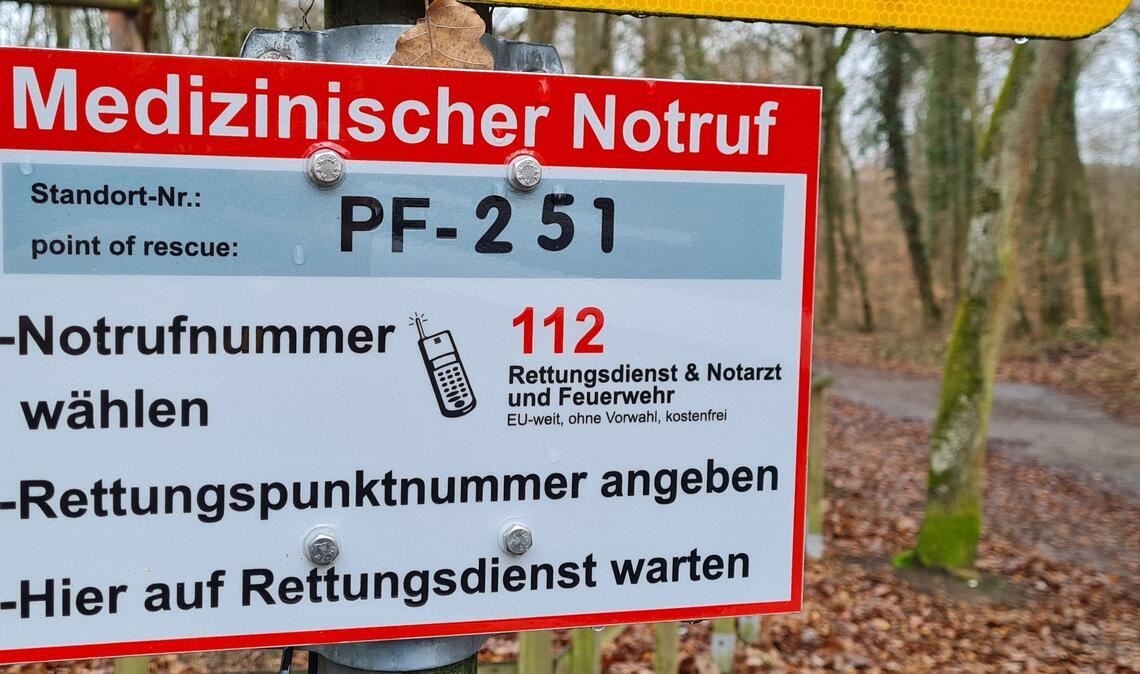 Medizinischer Notruf
Standort-Nr.:
point of rescue:
PF-251
-Notrufnummer
wählen
112
Rettungsdienst & Notarzt
und Feuerwehr
EU-weit, ohne Vorwahl, kostenfrei
-Rettungspunktnummer angeben
-Hier auf Rettungsdienst warten